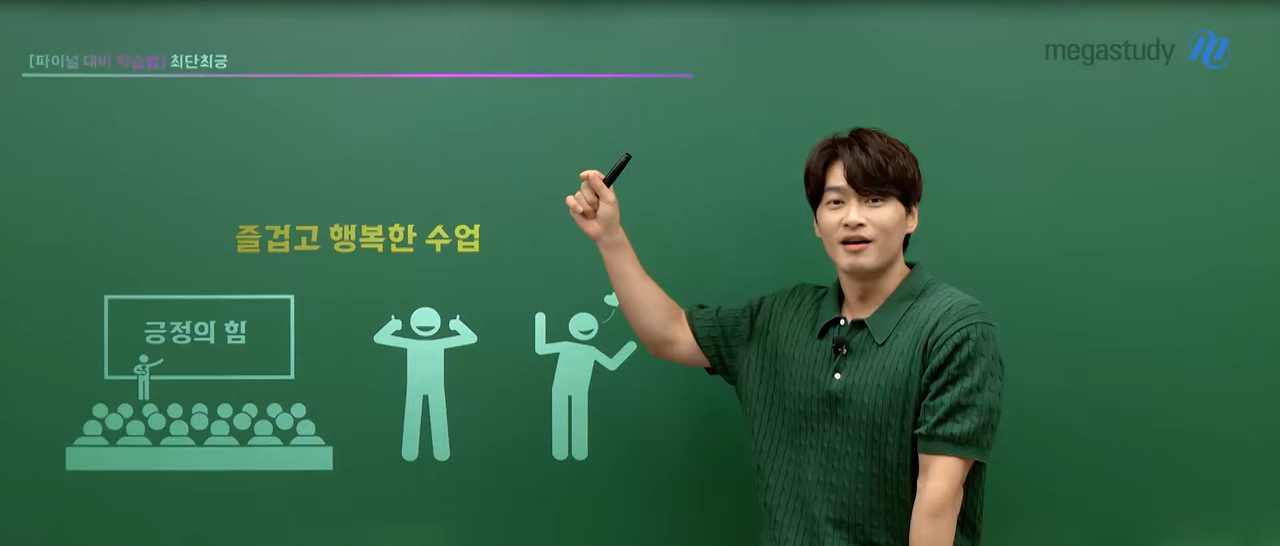 [파이널 대비 학습법] 최단최긍
megastudy
즐겁고 행복한 수업
긍정의 힘